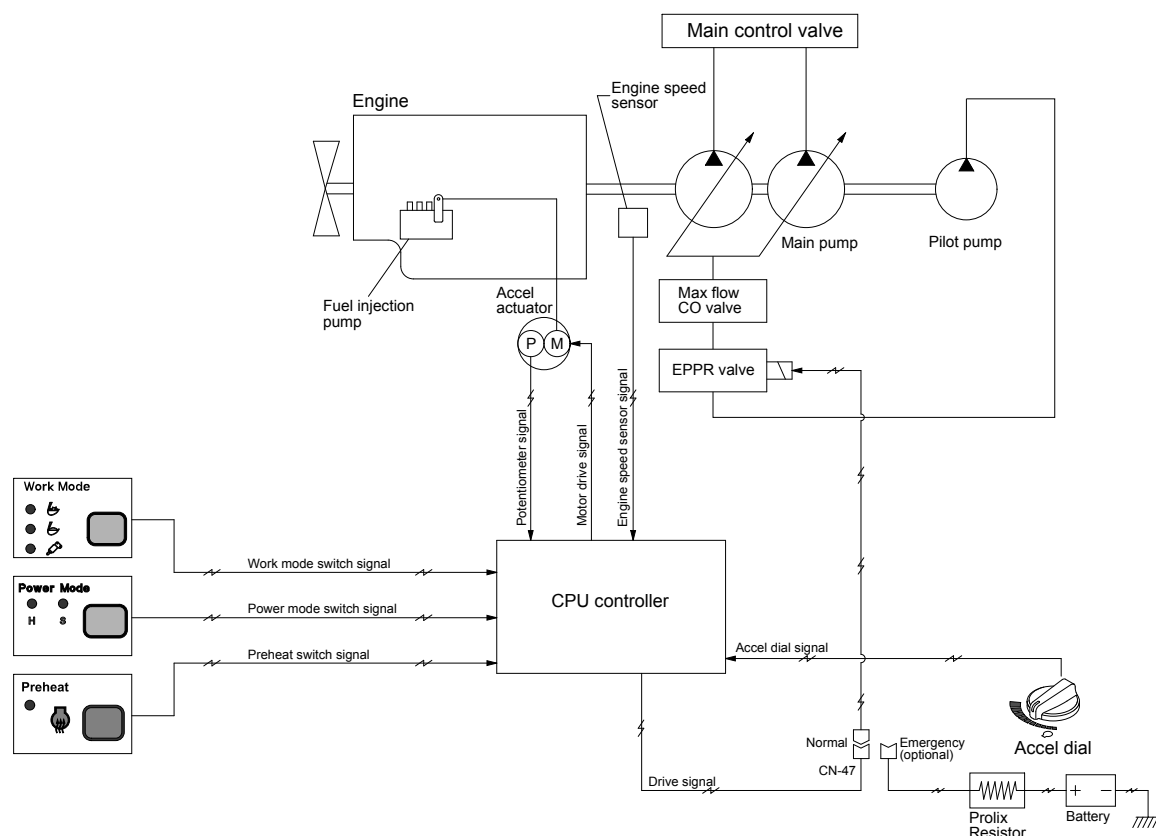 Main control valve
Engine speed
sensor
Engine
Main pump
Pilot pump
Fuel injection
pump
Accel
actuator
P
M
Max flow
CO valve
EPPR valve
Potentiometer signal
Motor drive signal
Engine speed sensor signal
Work Mode
Work mode switch signal
Power Mode
H
S
Power mode switch signal
Preheat
Preheat switch signal
CPU controller
Accel dial signal
Accel dial
Normal
Emergency
(optional)
CN-47
Drive signal
Prolix
Resistor
+
-
Battery